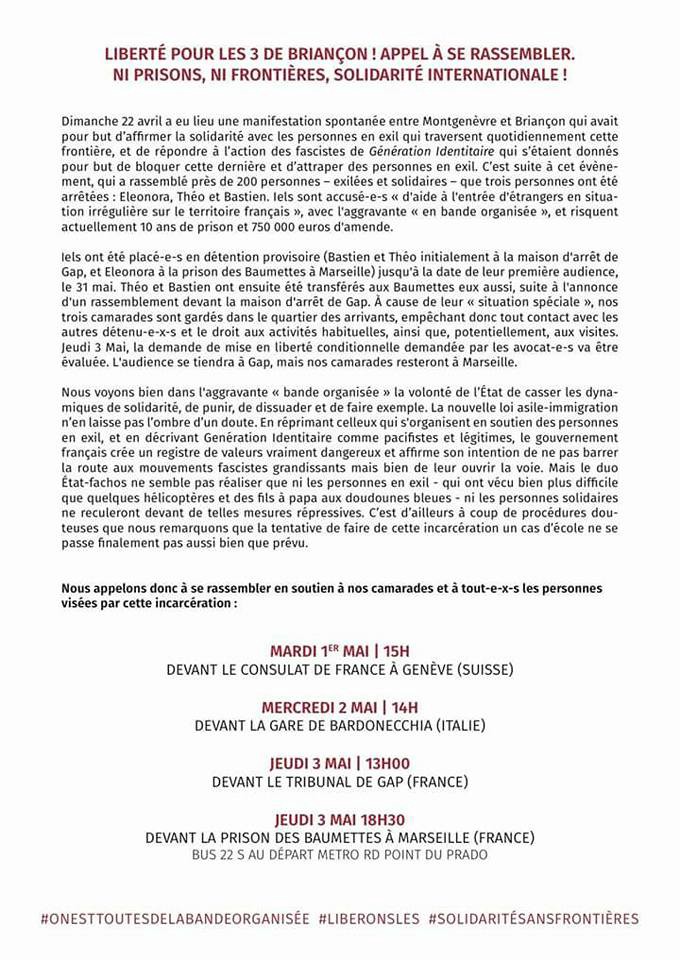 LIBERTÉ POUR LES 3 DE BRIANÇON ! APPEL À SE RASSEMBLER.
NI PRISONS, NI FRONTIÈRES, SOLIDARITÉ INTERNATIONALE !
Dimanche 22 avril a eu lieu une manifestation spontanée entre Montgenèvre et Briançon qui avait
pour but d'affirmer la solidarité avec les personnes en exil qui traversent quotidiennement cette
frontière, et de répondre à l'action des fascistes de Génération Identitaire qui s'étaient donnés
pour but de bloquer cette dernière et d'attraper des personnes en exil. C'est suite à cet évène-
ment, qui a rassemblé près de 200 personnes – exilées et solidaires – que trois personnes ont été
arrêtées : Eleonora, Théo et Bastien. Iels sont accusé-e-s « d'aide à l'entrée d'étrangers en situa-
tion irrégulière sur le territoire français », avec l'aggravante « en bande organisée », et risquent
actuellement 10 ans de prison et 750 000 euros d'amende.
Iels ont été placé-e-s en détention provisoire (Bastien et Théo initialement à la maison d'arrêt de
Gap, et Eleonora à la prison des Baumettes à Marseille) jusqu'à la date de leur première audience,
le 31 mai. Théo et Bastien ont ensuite été transférés aux Baumettes eux aussi, suite à l'annonce
d'un rassemblement devant la maison d'arrêt de Gap. À cause de leur « situation spéciale », nos
trois camarades sont gardés dans le quartier des arrivants, empêchant donc tout contact avec les
autres détenu-e-x-s et le droit aux activités habituelles, ainsi que, potentiellement, aux visites.
Jeudi 3 Mai, la demande de mise en liberté conditionnelle demandée par les avocat-e-s va être
évaluée. L'audience se tiendra à Gap, mais nos camarades resteront à Marseille.
Nous voyons bien dans l'aggravante « bande organisée » la volonté de l'État de casser les dyna-
miques de solidarité, de punir, de dissuader et de faire exemple. La nouvelle loi asile-immigration
n'en laisse pas l'ombre d'un doute. En réprimant celleux qui s'organisent en soutien des personnes
en exil, et en décrivant Genération Identitaire comme pacifistes et légitimes, le gouvernement
français crée un registre de valeurs vraiment dangereux et affirme son intention de ne pas barrer
la route aux mouvements fascistes grandissants mais bien de leur ouvrir la voie. Mais le duo
État-fachos ne semble pas réaliser que ni les personnes en exil - qui ont vécu bien plus difficile
que quelques hélicoptères et des fils à papa aux doudounes bleues - ni les personnes solidaires
ne reculeront devant de telles mesures répressives. C'est d'ailleurs à coup de procédures dou-
teuses que nous remarquons que la tentative de faire de cette incarcération un cas d'école ne se
passe finalement pas aussi bien que prévu.
Nous appelons donc à se rassembler en soutien à nos camarades et à tout-e-x-s les personnes
visées par cette incarcération :
MARDI 1ER MAI | 15H
DEVANT LE CONSULAT DE FRANCE À GENÈVE (SUISSE)
MERCREDI 2 MAI | 14H
DEVANT LA GARE DE BARDONECCHIA (ITALIE)
JEUDI 3 MAI | 13H00
DEVANT LE TRIBUNAL DE GAP (FRANCE)
JEUDI 3 MAI 18H30
DEVANT LA PRISON DES BAUMETTES À MARSEILLE (FRANCE)
BUS 22 S AU DÉPART METRO RD POINT DU PRADO
#ONESTTOUTESDELABANDEORGANISÉE #LIBERONSLES #SOLIDARITÉSANSFRONTIÈRES